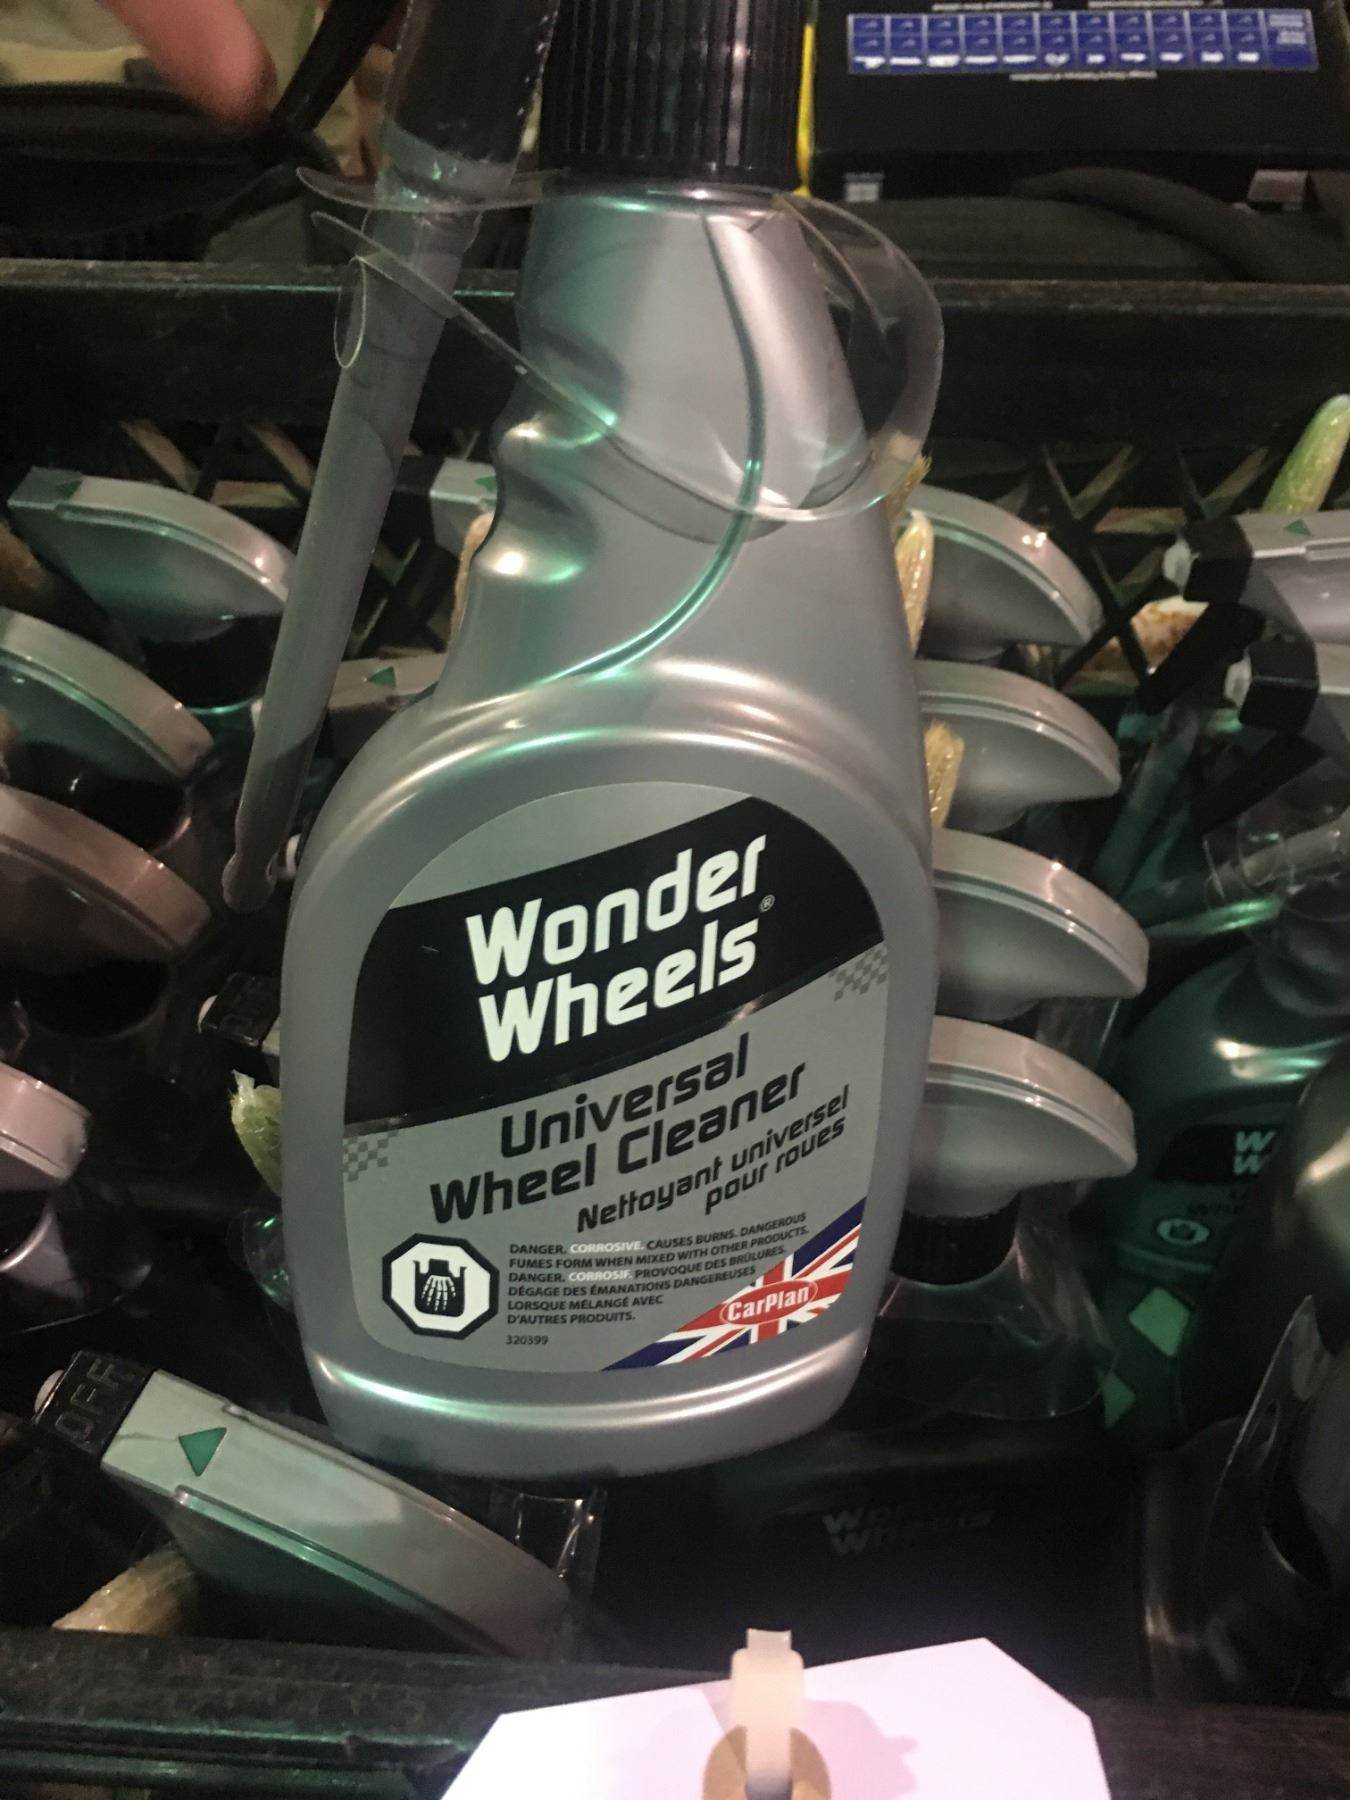 Wonder
Wheels®
Universal
Wheel Cleaner
Nettoyant universel
pour roues
DANGER. CORROSIVE. CAUSES BURNS. DANGEROUS
FUMES FORM WHEN MIXED WITH OTHER PRODUCTS.
DANGER. CORROSIF. PROVOQUE DES BRÛLURES.
DÉGAGE DES ÉMANATIONS DANGEREUSES
LORSQUE MÉLANGÉ AVEC
D'AUTRES PRODUITS.
320399
CarPlan
OFF
Wonder
Wheels